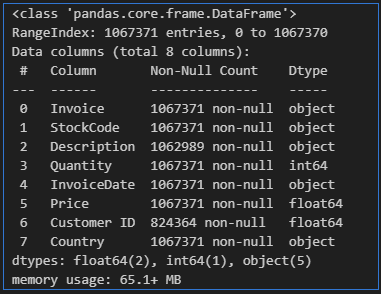 <class 'pandas.core.frame.DataFrame'>
RangeIndex: 1067371 entries, 0 to 1067370
Data columns (total 8 columns):
 #   Column       Non-Null Count    Dtype
---  ------       --------------    -----
 0   Invoice      1067371 non-null  object
 1   StockCode    1067371 non-null  object
 2   Description  1062989 non-null  object
 3   Quantity     1067371 non-null  int64
 4   InvoiceDate  1067371 non-null  object
 5   Price        1067371 non-null  float64
 6   Customer ID  824364 non-null   float64
 7   Country      1067371 non-null  object
dtypes: float64(2), int64(1), object(5)
memory usage: 65.1+ MB